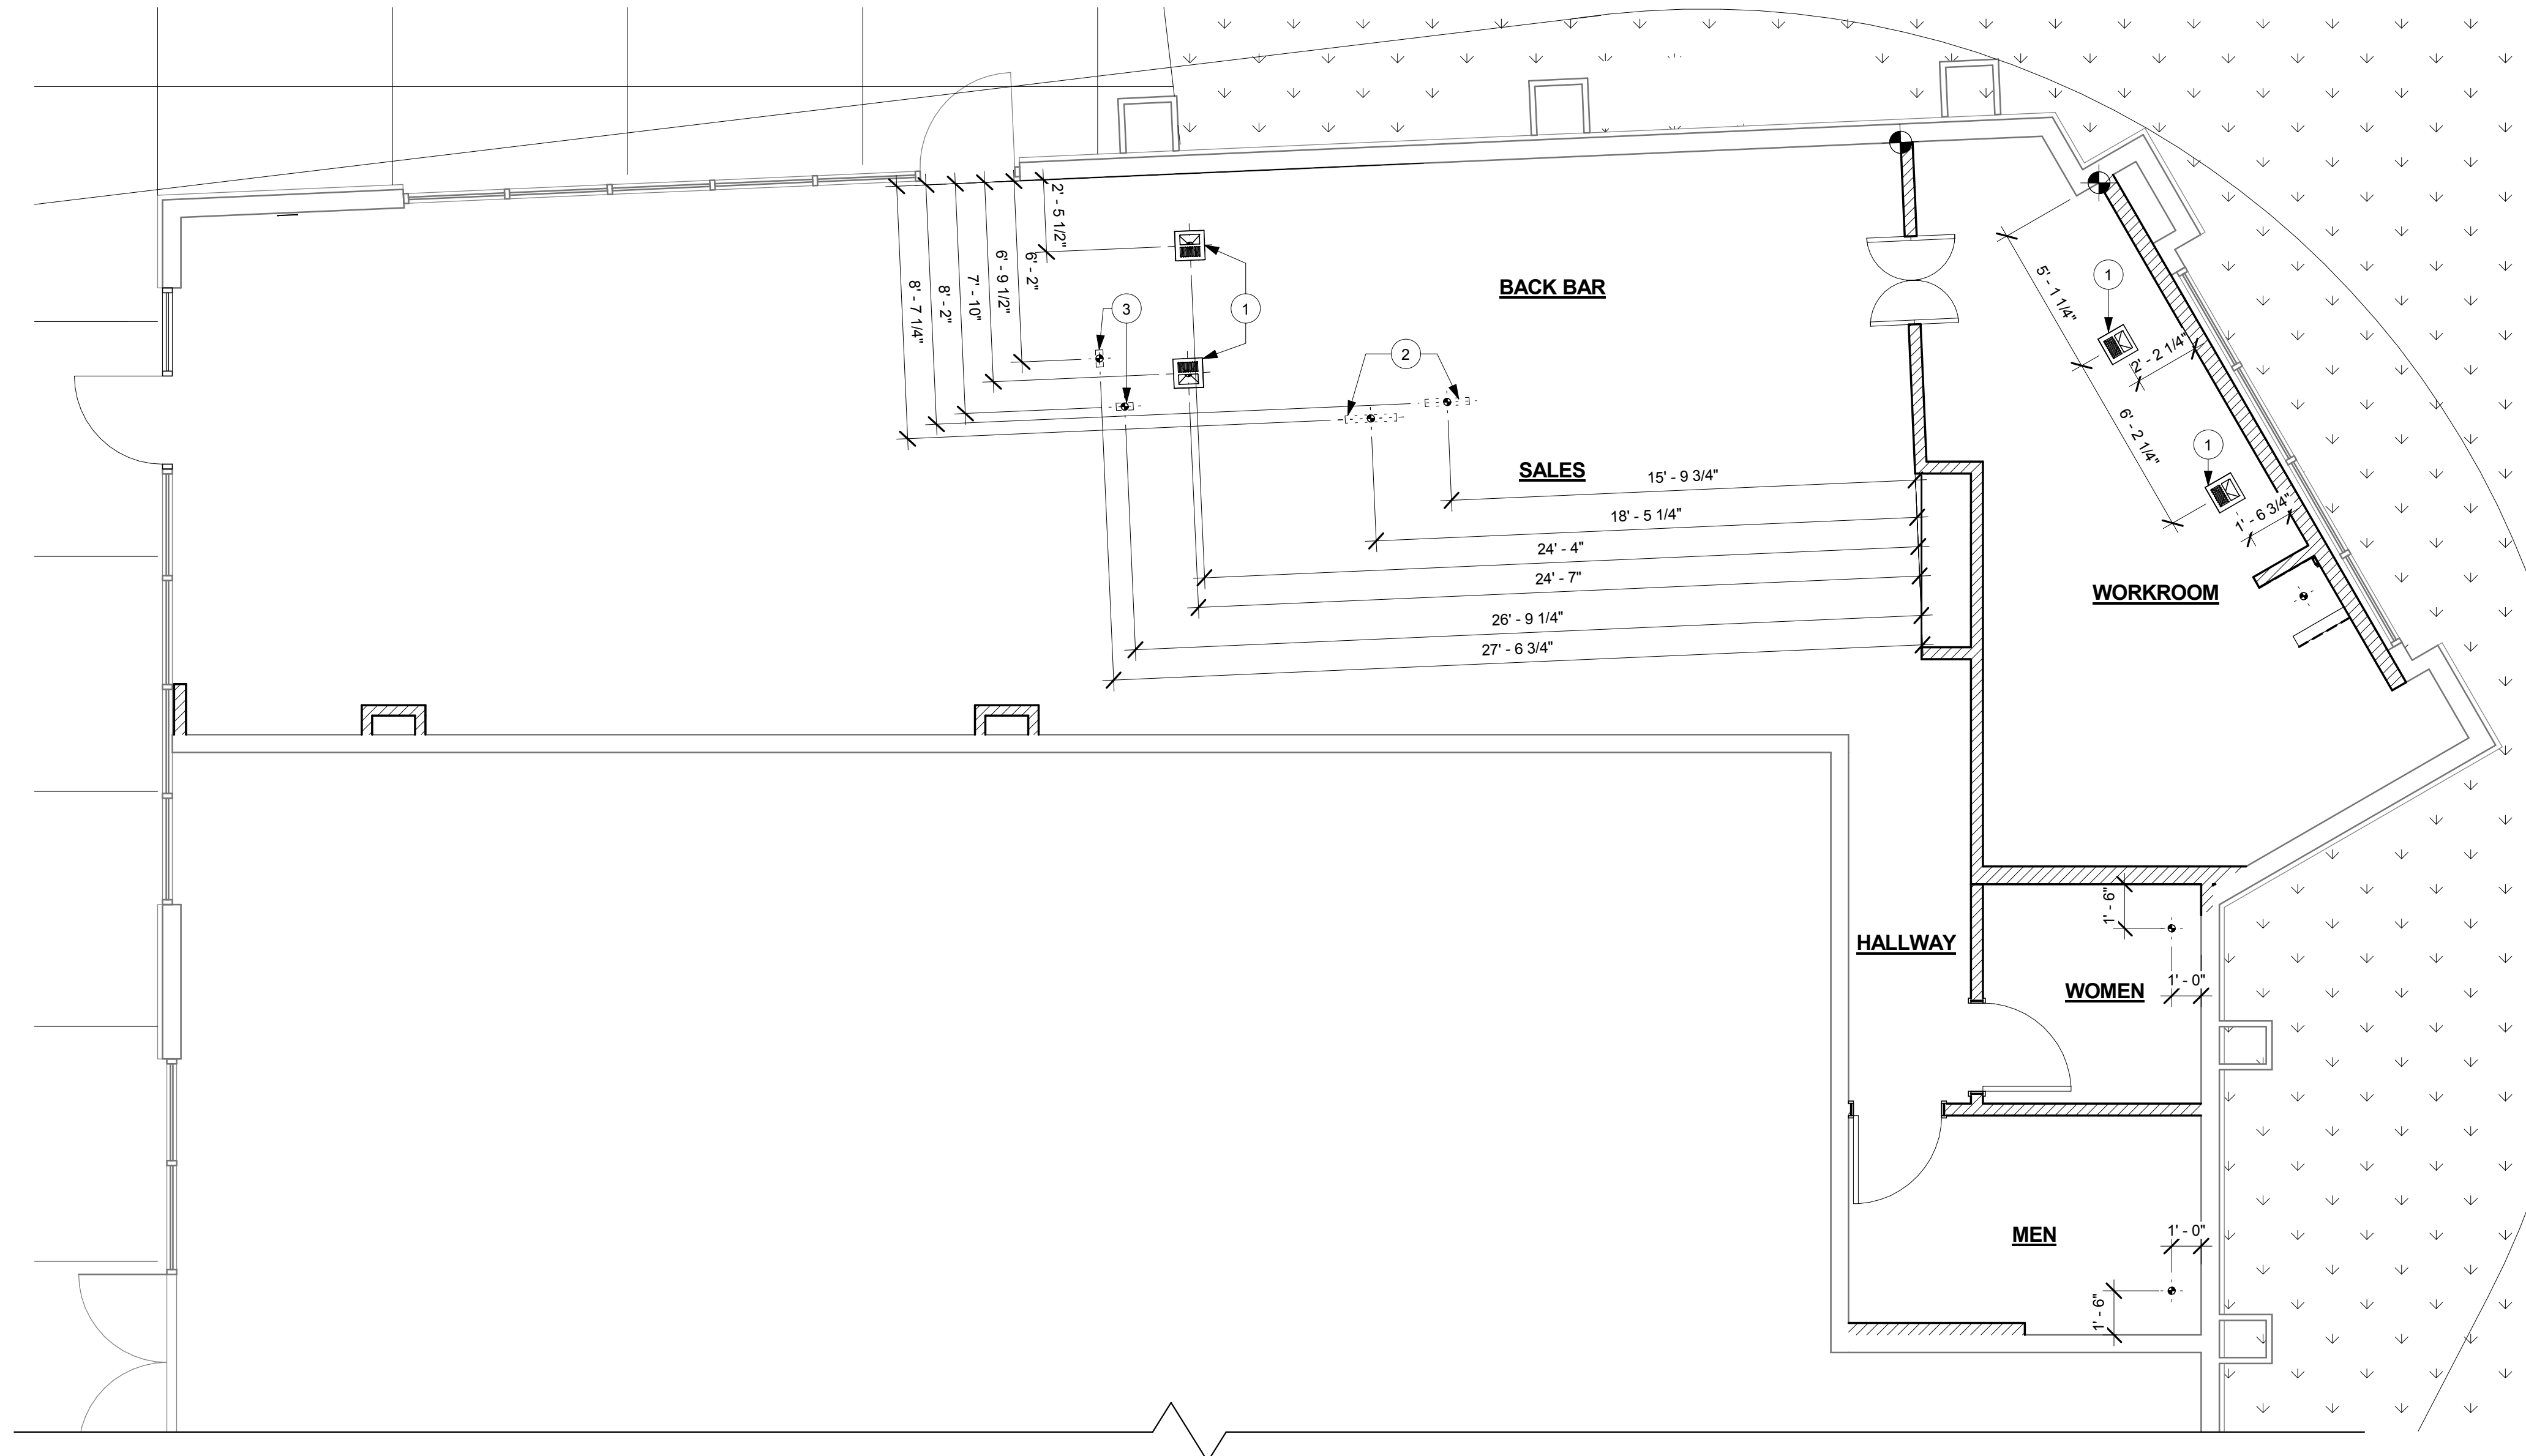 2' - 5 1/2"
6' - 2"
6' - 9 1/2"
7' - 10"
8' - 2"
8' - 7 1/4"
3
1
2
BACK BAR
5' - 1 1/4"
1
2' - 2 1/4"
6' - 2 1/4"
1
1' - 6 3/4"
SALES
15' - 9 3/4"
18' - 5 1/4"
24' - 4"
24' - 7"
26' - 9 1/4"
27' - 6 3/4"
WORKROOM
HALLWAY
1' - 6"
1' - 0"
WOMEN
MEN
1' - 0"
1' - 6"